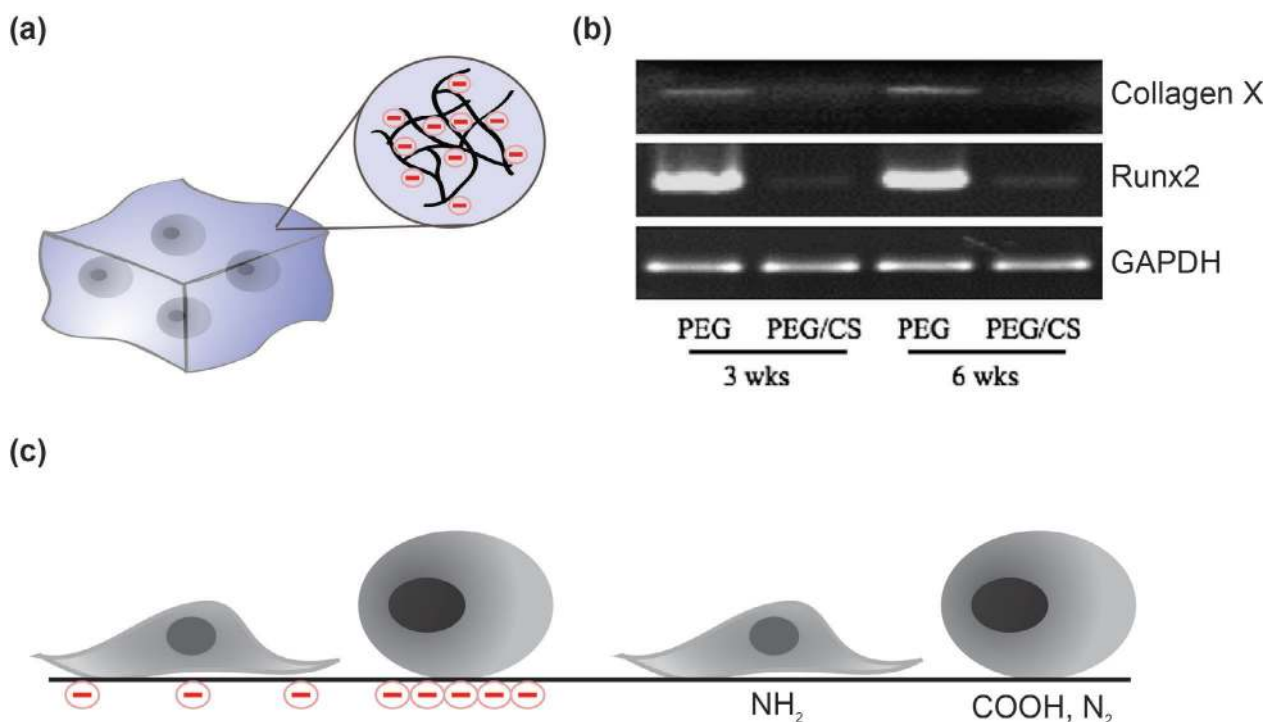 (a)
(b)
Collagen X
Runx2
GAPDH
PEG PEG/CS PEG PEG/CS
3 wks 6 wks
(c)
NH₂ COOH, N₂